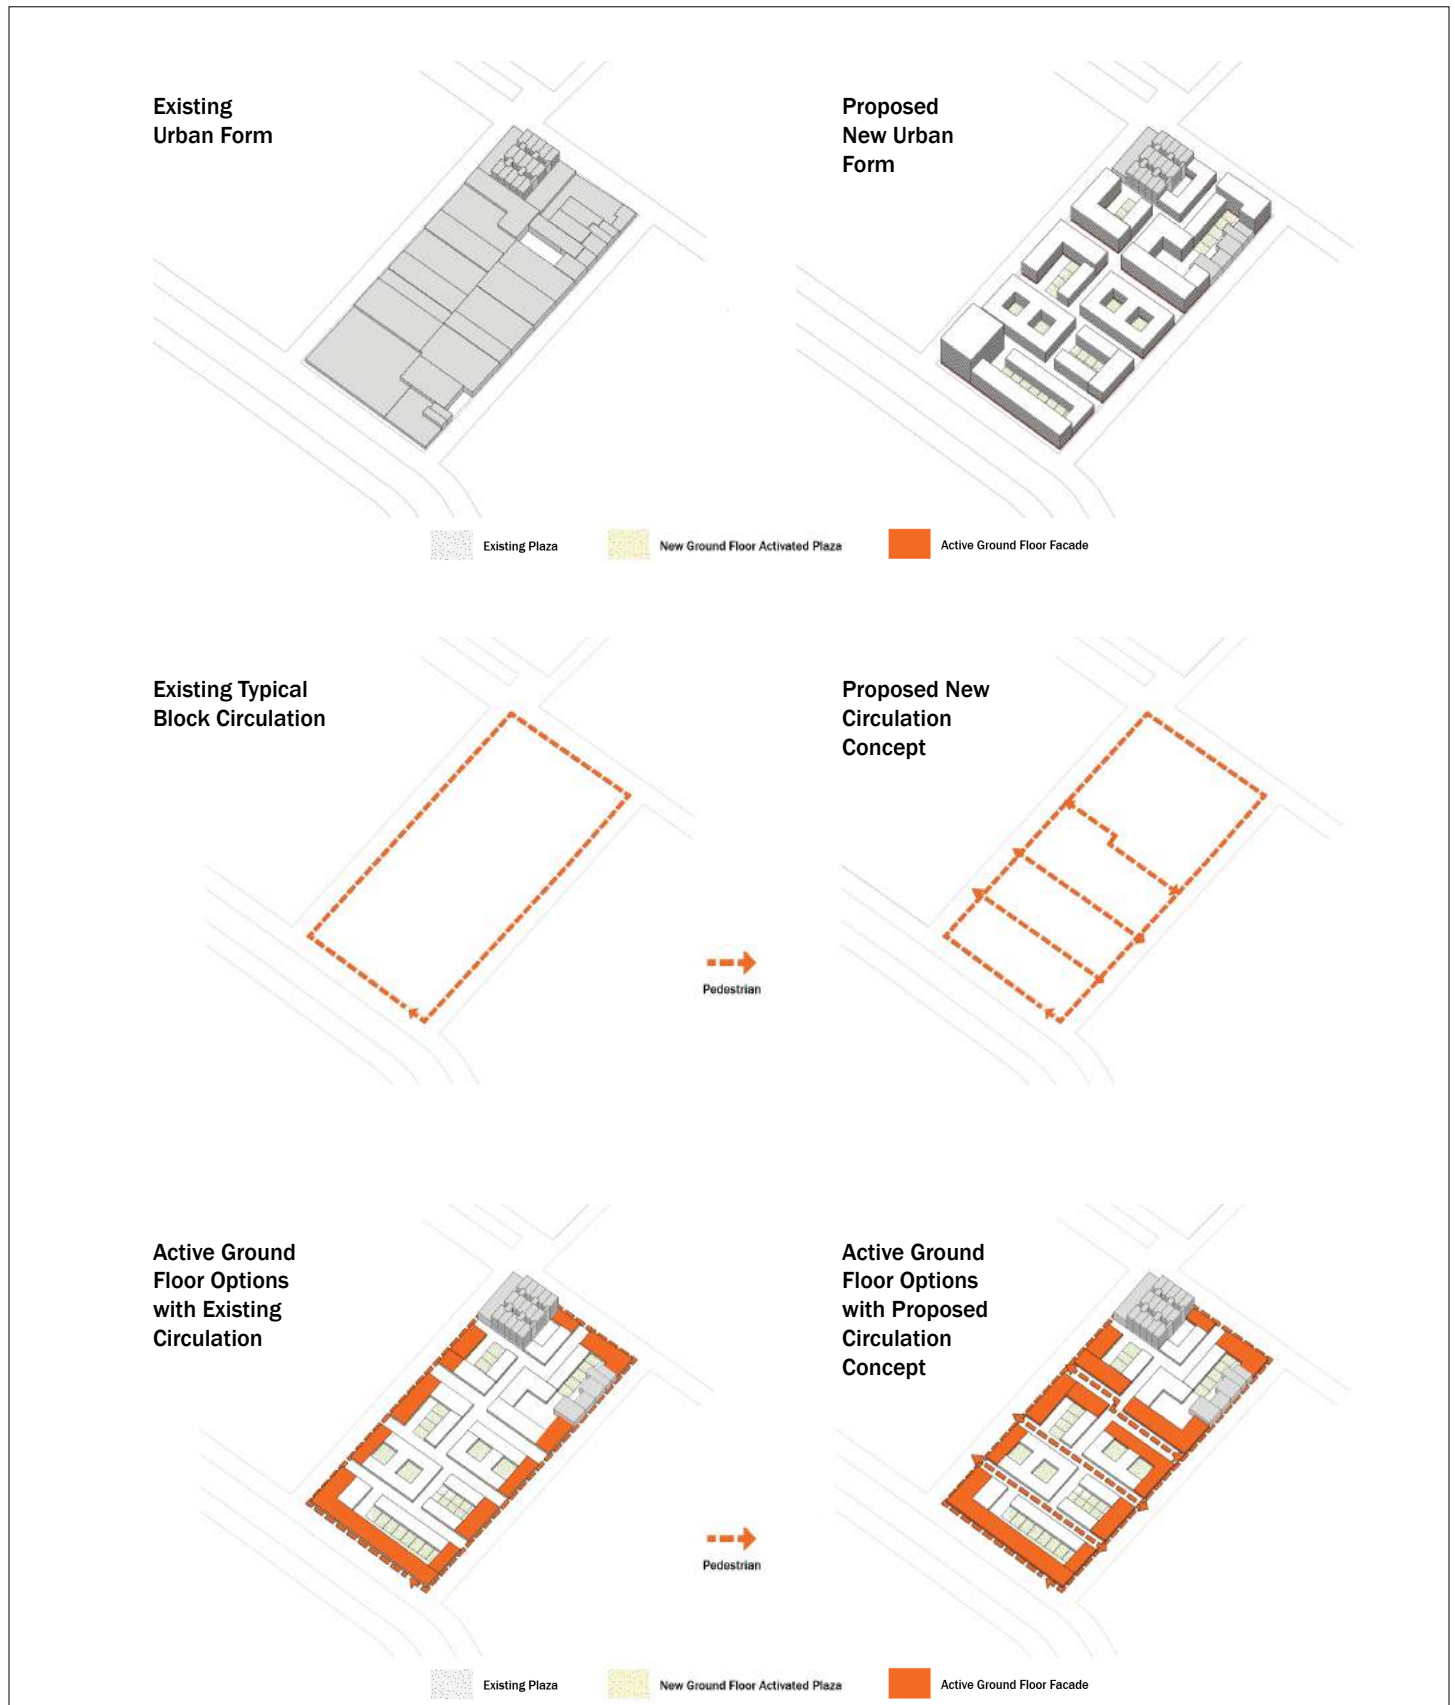 Existing
Urban Form
Proposed
New Urban
Form
Existing Plaza
New Ground Floor Activated Plaza
Active Ground Floor Facade
Existing Typical
Block Circulation
Proposed New
Circulation
Concept
Pedestrian
Active Ground
Floor Options
with Existing
Circulation
Active Ground
Floor Options
with Proposed
Circulation
Concept
Pedestrian
Existing Plaza
New Ground Floor Activated Plaza
Active Ground Floor Facade